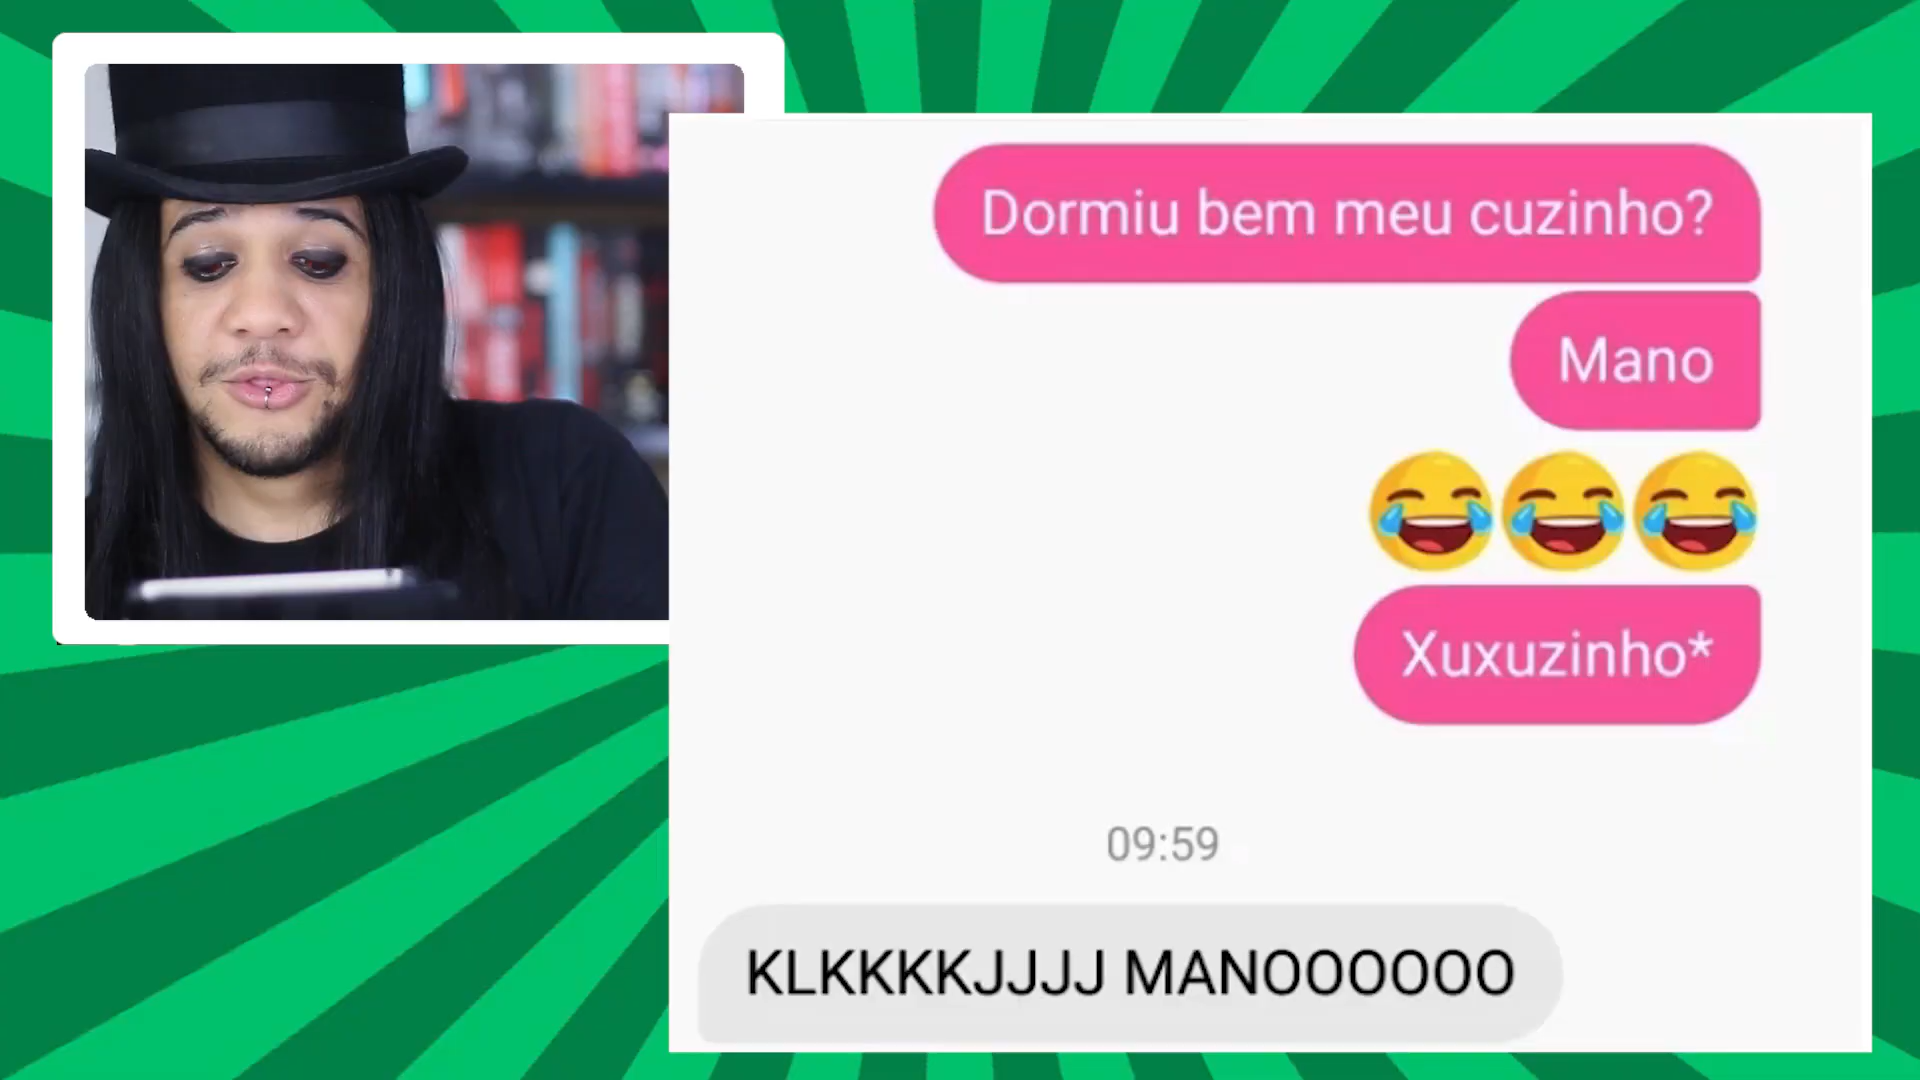 Dormiu bem meu cuzinho?
Mano
😂😂😂
Xuxuzinho*
09:59
KLKKKKJJJJ MANOOOOOO